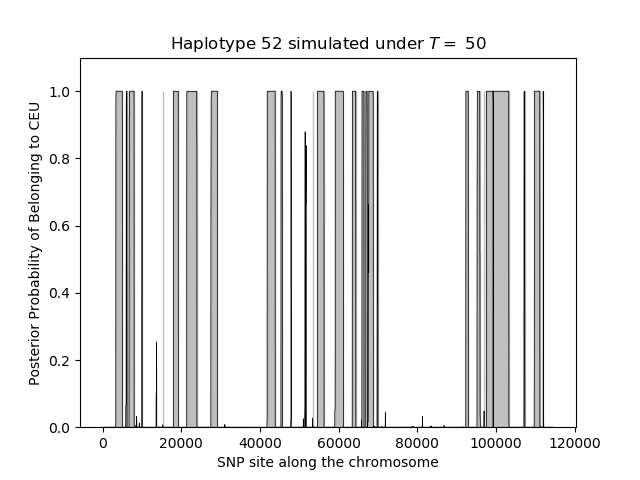 Haplotype 52 simulated under T = 50
Posterior Probability of Belonging to CEU
1.0
0.8
0.6
0.4
0.2
0.0
0 20000 40000 60000 80000 100000 120000
SNP site along the chromosome